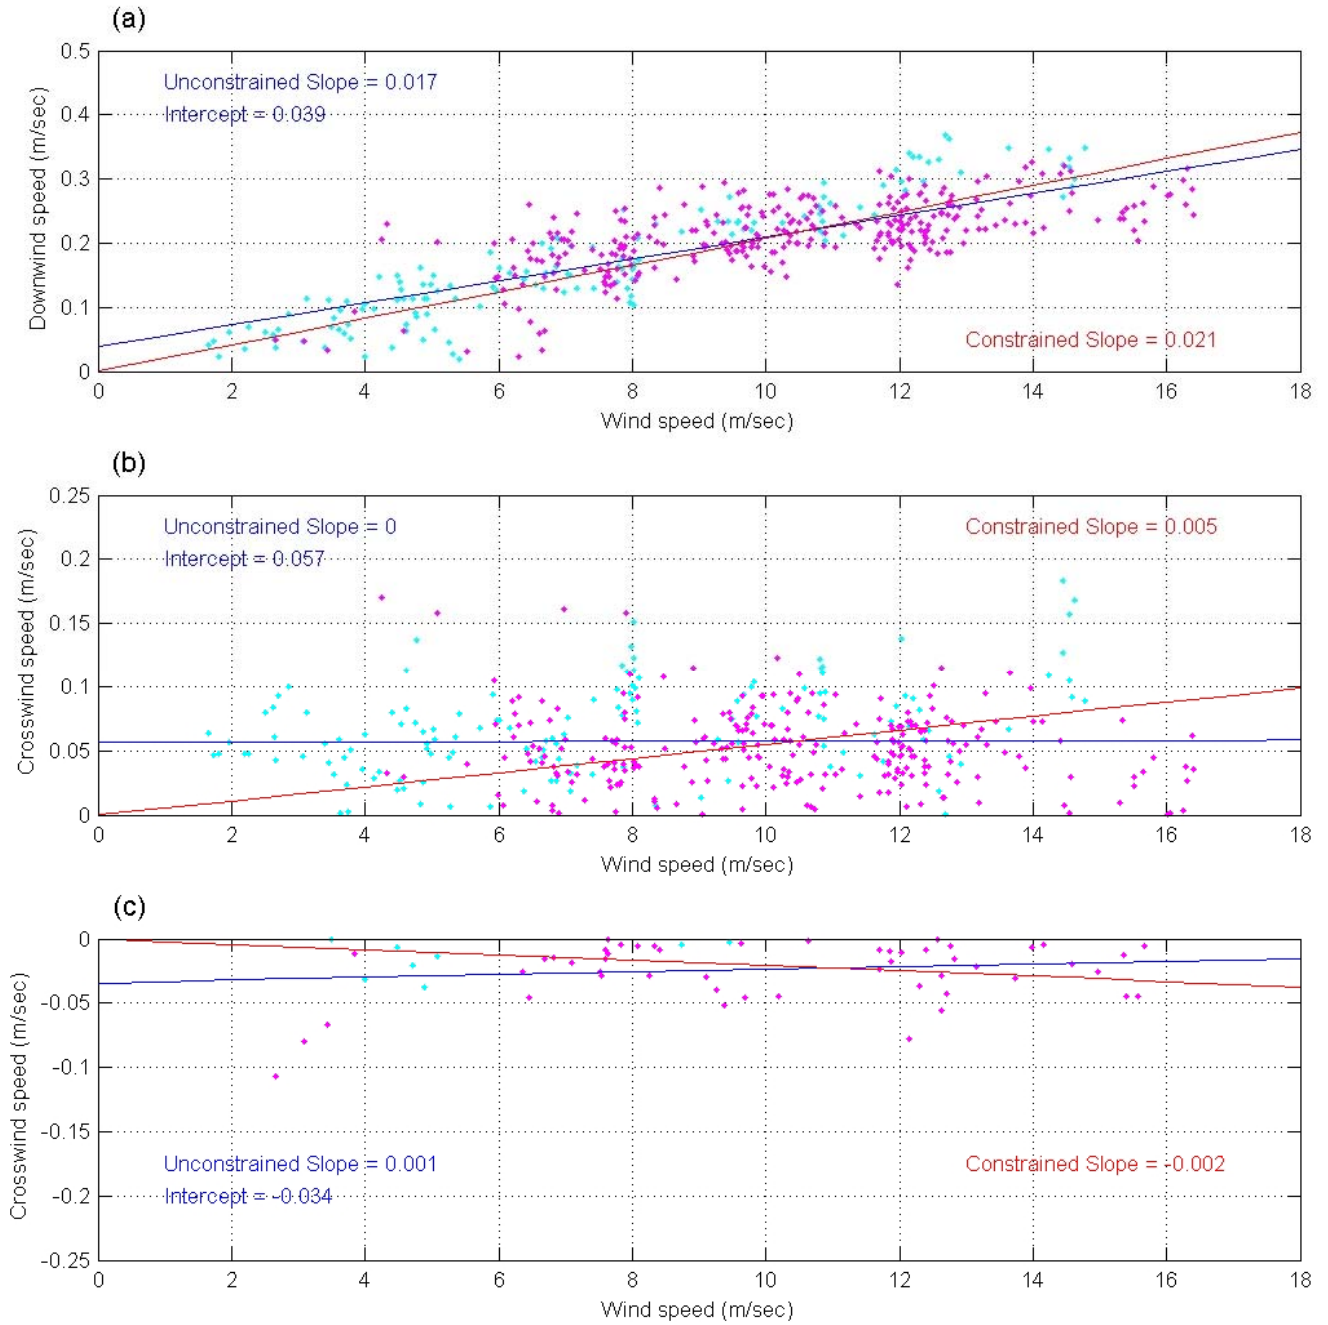 (a)
0.5
0.4
0.3
0.2
0.1
0
Downwind speed (m/sec)
Unconstrained Slope = 0.017
Intercept = 0.039
Constrained Slope = 0.021
0 2 4 6 8 10 12 14 16 18
Wind speed (m/sec)
(b)
0.25
0.2
0.15
0.1
0.05
0
Crosswind speed (m/sec)
Unconstrained Slope = 0
Intercept = 0.057
Constrained Slope = 0.005
0 2 4 6 8 10 12 14 16 18
Wind speed (m/sec)
(c)
0
-0.05
-0.1
-0.15
-0.2
-0.25
Crosswind speed (m/sec)
Unconstrained Slope = 0.001
Intercept = -0.034
Constrained Slope = -0.002
0 2 4 6 8 10 12 14 16 18
Wind speed (m/sec)